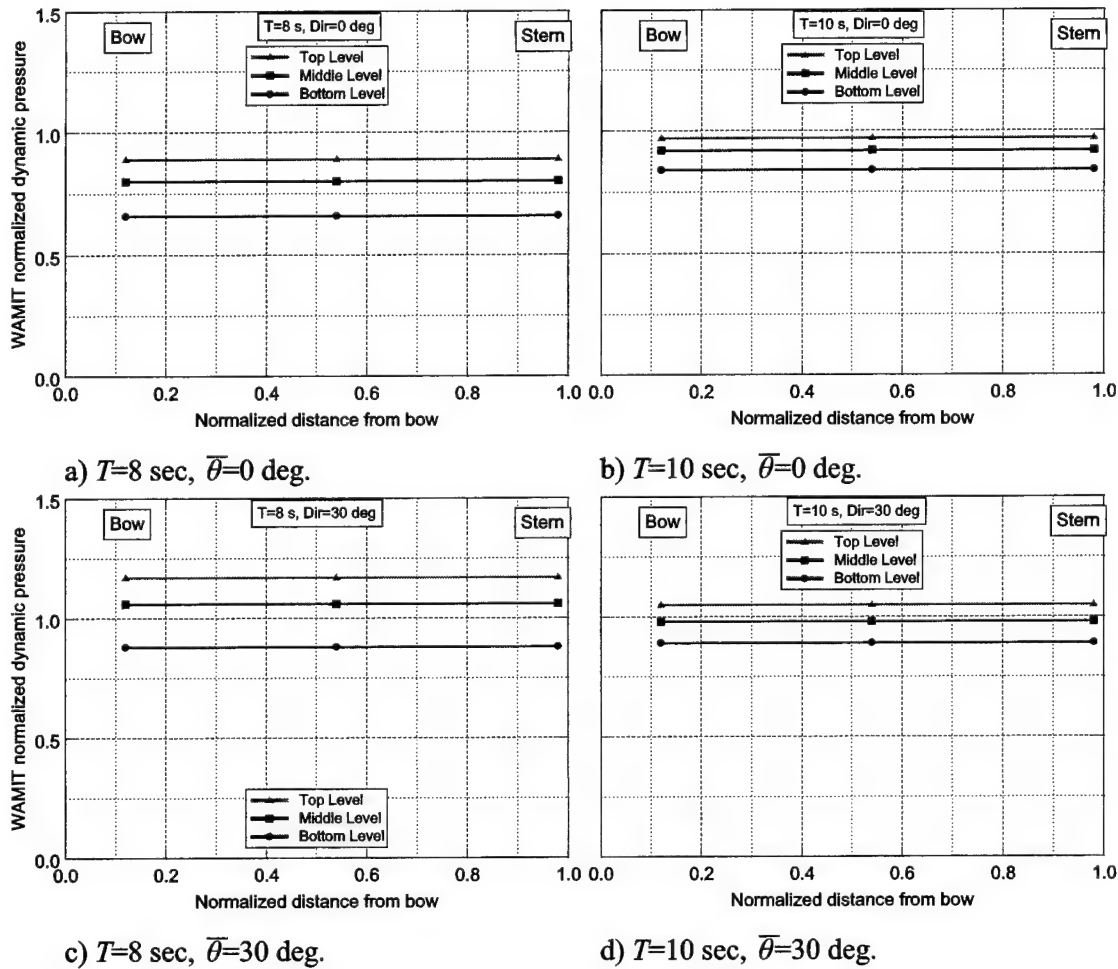 1.5
Bow
T=8 s, Dir=0 deg
Stern
Top Level
Middle Level
Bottom Level
1.0
0.5
0.0
WAMIT normalized dynamic pressure
0.0 0.2 0.4 0.6 0.8 1.0
Normalized distance from bow
a) T=8 sec, θ̅=0 deg.
Bow
T=10 s, Dir=0 deg
Stern
Top Level
Middle Level
Bottom Level
0.0 0.2 0.4 0.6 0.8 1.0
Normalized distance from bow
b) T=10 sec, θ̅=0 deg.
1.5
Bow
T=8 s, Dir=30 deg
Stern
1.0
0.5
0.0
WAMIT normalized dynamic pressure
Top Level
Middle Level
Bottom Level
0.0 0.2 0.4 0.6 0.8 1.0
Normalized distance from bow
c) T=8 sec, θ̅=30 deg.
Bow
T=10 s, Dir=30 deg
Stern
Top Level
Middle Level
Bottom Level
0.0 0.2 0.4 0.6 0.8 1.0
Normalized distance from bow
d) T=10 sec, θ̅=30 deg.